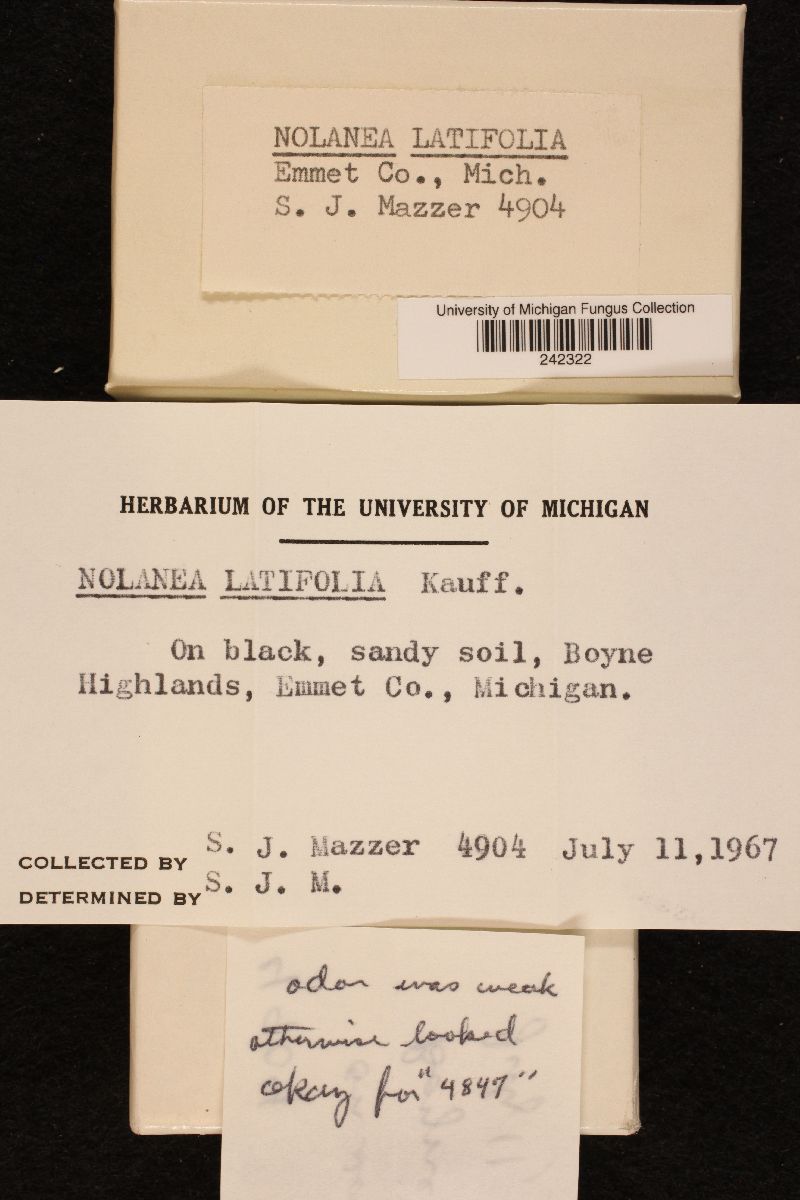 NOLANEA LATIFOLIA
Emmet Co., Mich.
S. J. Mazzer 4904
University of Michigan Fungus Collection
242322
HERBARIUM OF THE UNIVERSITY OF MICHIGAN
NOLANEA LATIFOLIA Kauff.
On black, sandy soil, Boyne
Highlands, Emmet Co., Michigan.
COLLECTED BY S. J. Mazzer 4904 July 11,1967
DETERMINED BY S. J. M.
odor was weak
otherwise looked
okay for "4847"